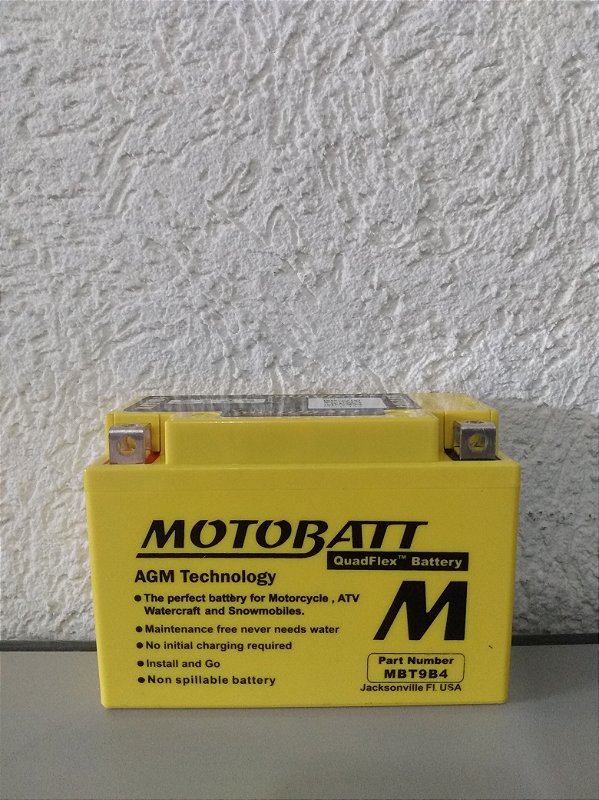 MOTOBATT
QuadFlex™ Battery
AGM Technology
• The perfect battery for Motorcycle , ATV
Watercraft and Snowmobiles.
• Maintenance free never needs water
• No initial charging required
• Install and Go
• Non spillable battery
M
Part Number
MBT9B4
Jacksonville Fl. USA